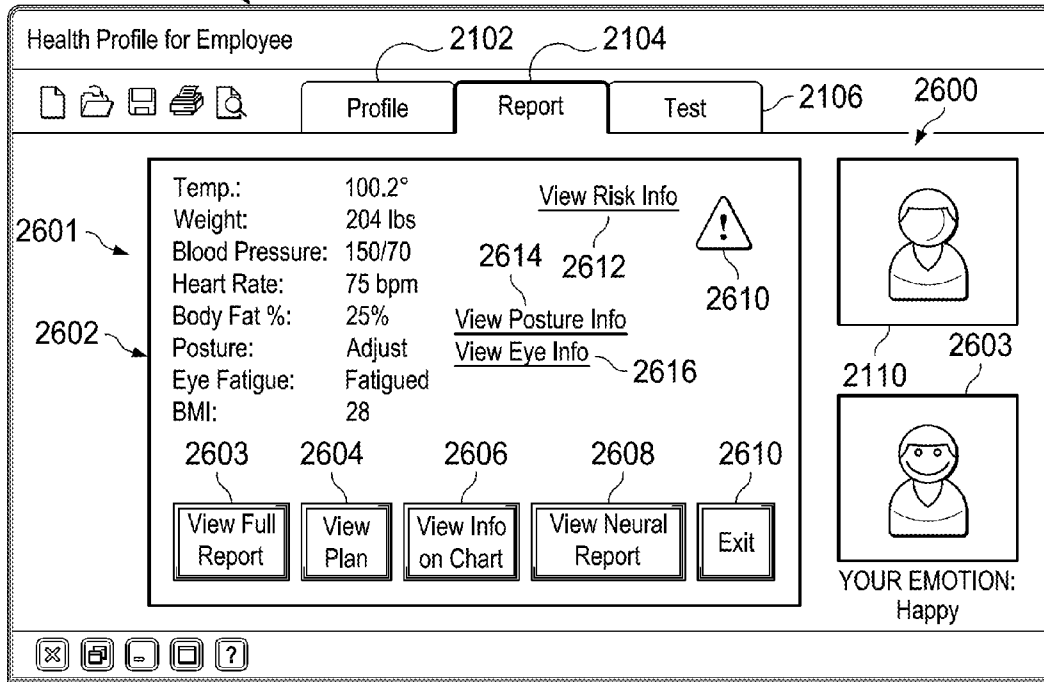 Health Profile for Employee
2102
2104
Profile
Report
Test
2106
2600
Temp.: 100.2°
Weight: 204 lbs
Blood Pressure: 150/70
Heart Rate: 75 bpm
Body Fat %: 25%
Posture: Adjust
Eye Fatigue: Fatigued
BMI: 28
View Risk Info
!
2601
2614
2612
2610
View Posture Info
2602
View Eye Info
2616
2110
2603
2603
2604
2606
2608
2610
View Full
Report
View
Plan
View Info
on Chart
View Neural
Report
Exit
YOUR EMOTION:
Happy
?